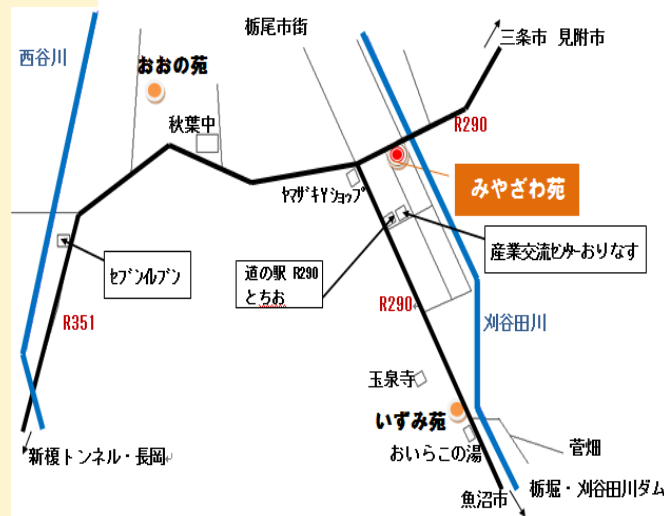 栃尾市街
三条市 見附市
西谷川
おおの苑
秋葉中
R290
ﾔﾏｻﾞｷYｼｮｯﾌﾟ
みやざわ苑
産業交流ｾﾝﾀｰおりなす
ｾﾌﾞﾝｲﾚﾌﾞﾝ
道の駅 R290
とちお
R290
R351
刈谷田川
玉泉寺
いずみ苑
おいらこの湯
菅畑
新榎トンネル・長岡
栃堀・刈谷田川ダム
魚沼市